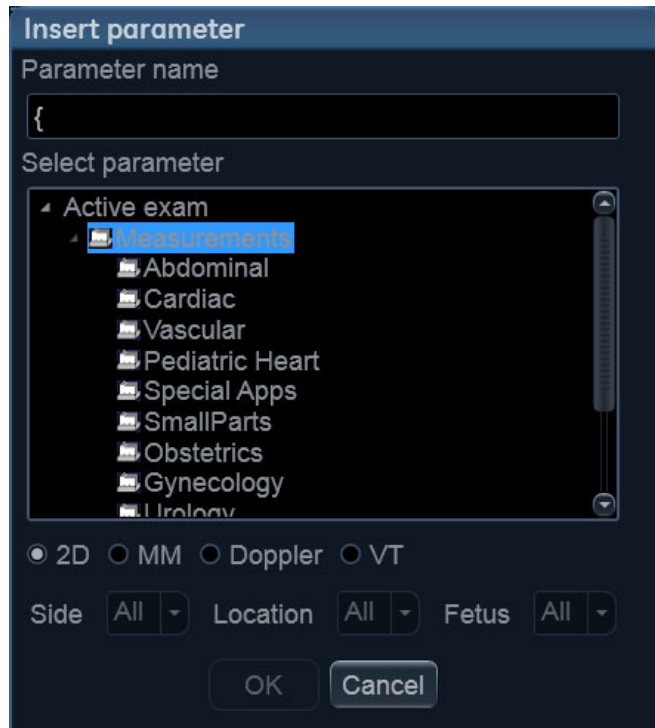 Insert parameter
Parameter name
{
Select parameter
Active exam
Measurements
Abdominal
Cardiac
Vascular
Pediatric Heart
Special Apps
SmallParts
Obstetrics
Gynecology
Urology
2D MM Doppler VT
Side All Location All Fetus All
OK Cancel